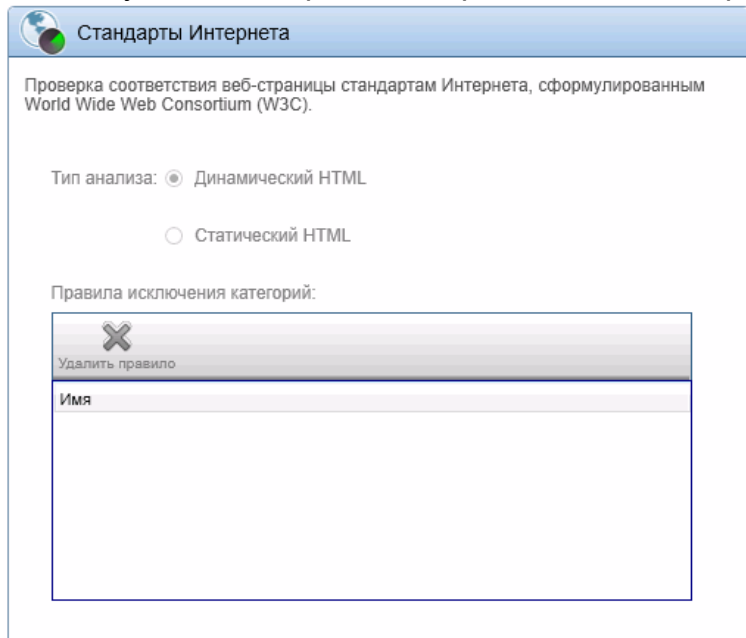 Стандарты Интернета
Проверка соответствия веб-страницы стандартам Интернета, сформулированным
World Wide Web Consortium (W3C).
Тип анализа: Динамический HTML
Статический HTML
Правила исключения категорий:
Удалить правило
Имя